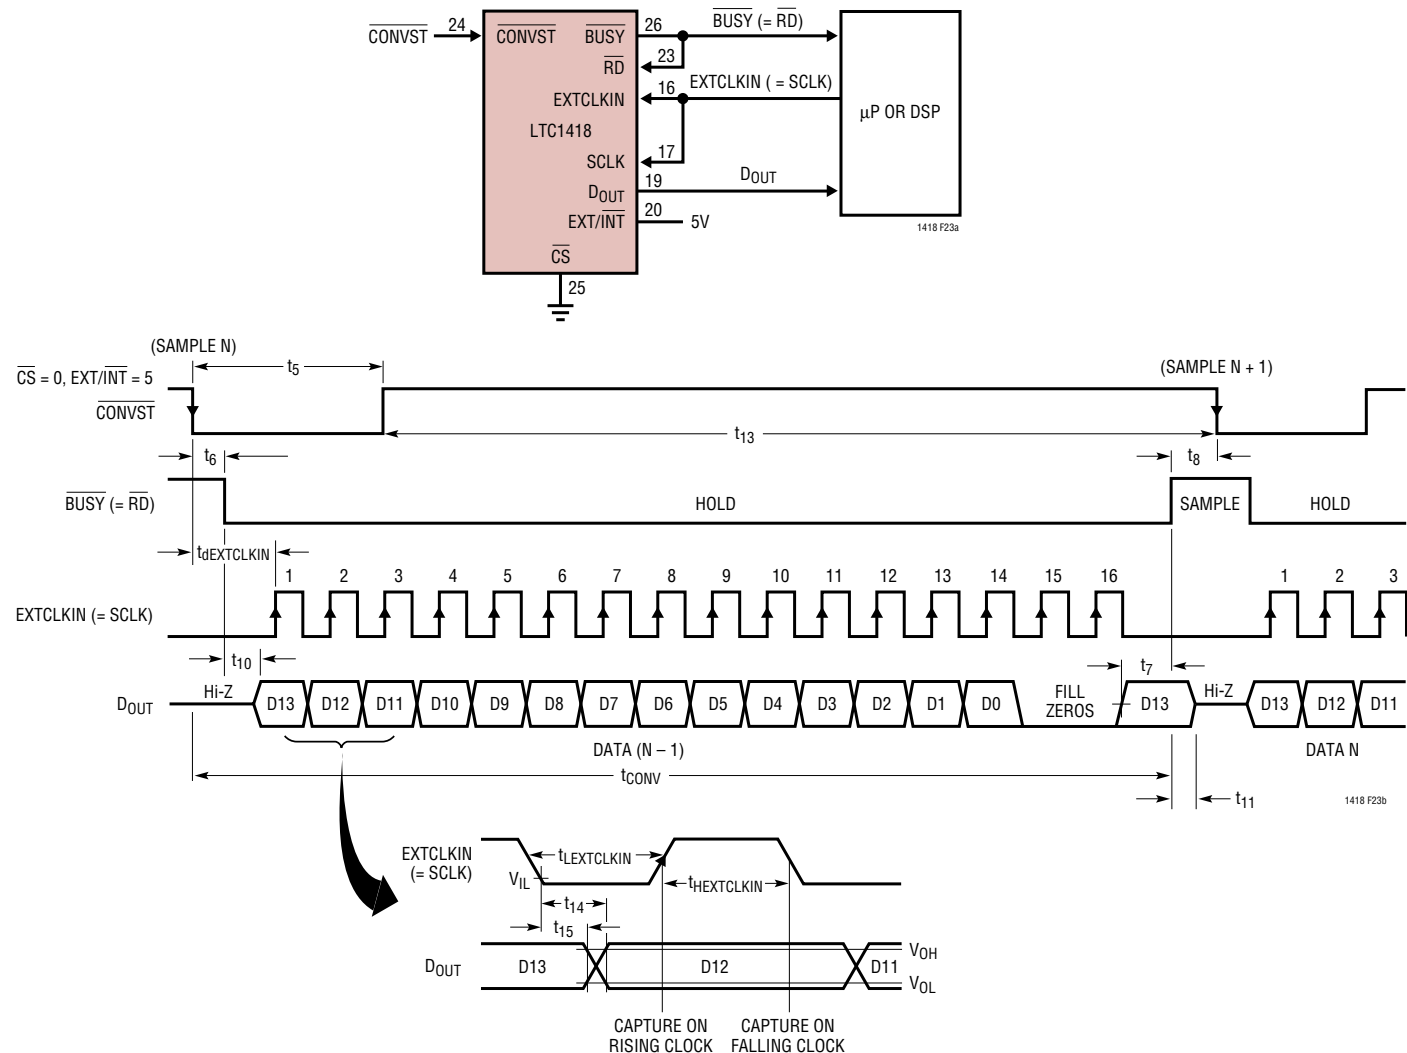 CONVST
24
CONVST
BUSY
26
BUSY (= RD)
RD
23
EXTCLKIN
16
EXTCLKIN ( = SCLK)
LTC1418
µP OR DSP
SCLK
17
DOUT
19
DOUT
EXT/INT
20
5V
CS
25
1418 F23a
(SAMPLE N)
t5
(SAMPLE N + 1)
CS = 0, EXT/INT = 5
CONVST
t13
t6
t8
BUSY (= RD)
HOLD
SAMPLE
HOLD
tdEXTCLKIN
1 2 3 4 5 6 7 8 9 10 11 12 13 14 15 16 1 2 3
EXTCLKIN (= SCLK)
t10
t7
Hi-Z
DOUT
D13 D12 D11 D10 D9 D8 D7 D6 D5 D4 D3 D2 D1 D0
FILL
ZEROS
D13
Hi-Z
D13 D12 D11
DATA (N – 1)
DATA N
tCONV
t11
1418 F23b
EXTCLKIN
(= SCLK)
tLEXTCLKIN
VIL
tHEXTCLKIN
t14
t15
DOUT
D13
D12
D11
VOH
VOL
CAPTURE ON
RISING CLOCK
CAPTURE ON
FALLING CLOCK